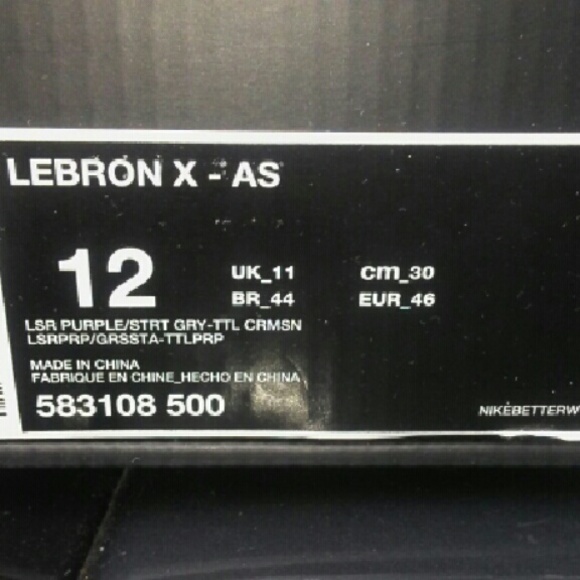 LEBRON X - AS
12
UK_11 cm_30
BR_44 EUR_46
LSR PURPLE/STRT GRY-TTL CRMSN
LSRPRP/GRSSTA-TTLPRP
MADE IN CHINA
FABRIQUE EN CHINE_HECHO EN CHINA
583108 500
NIKEBETTERW